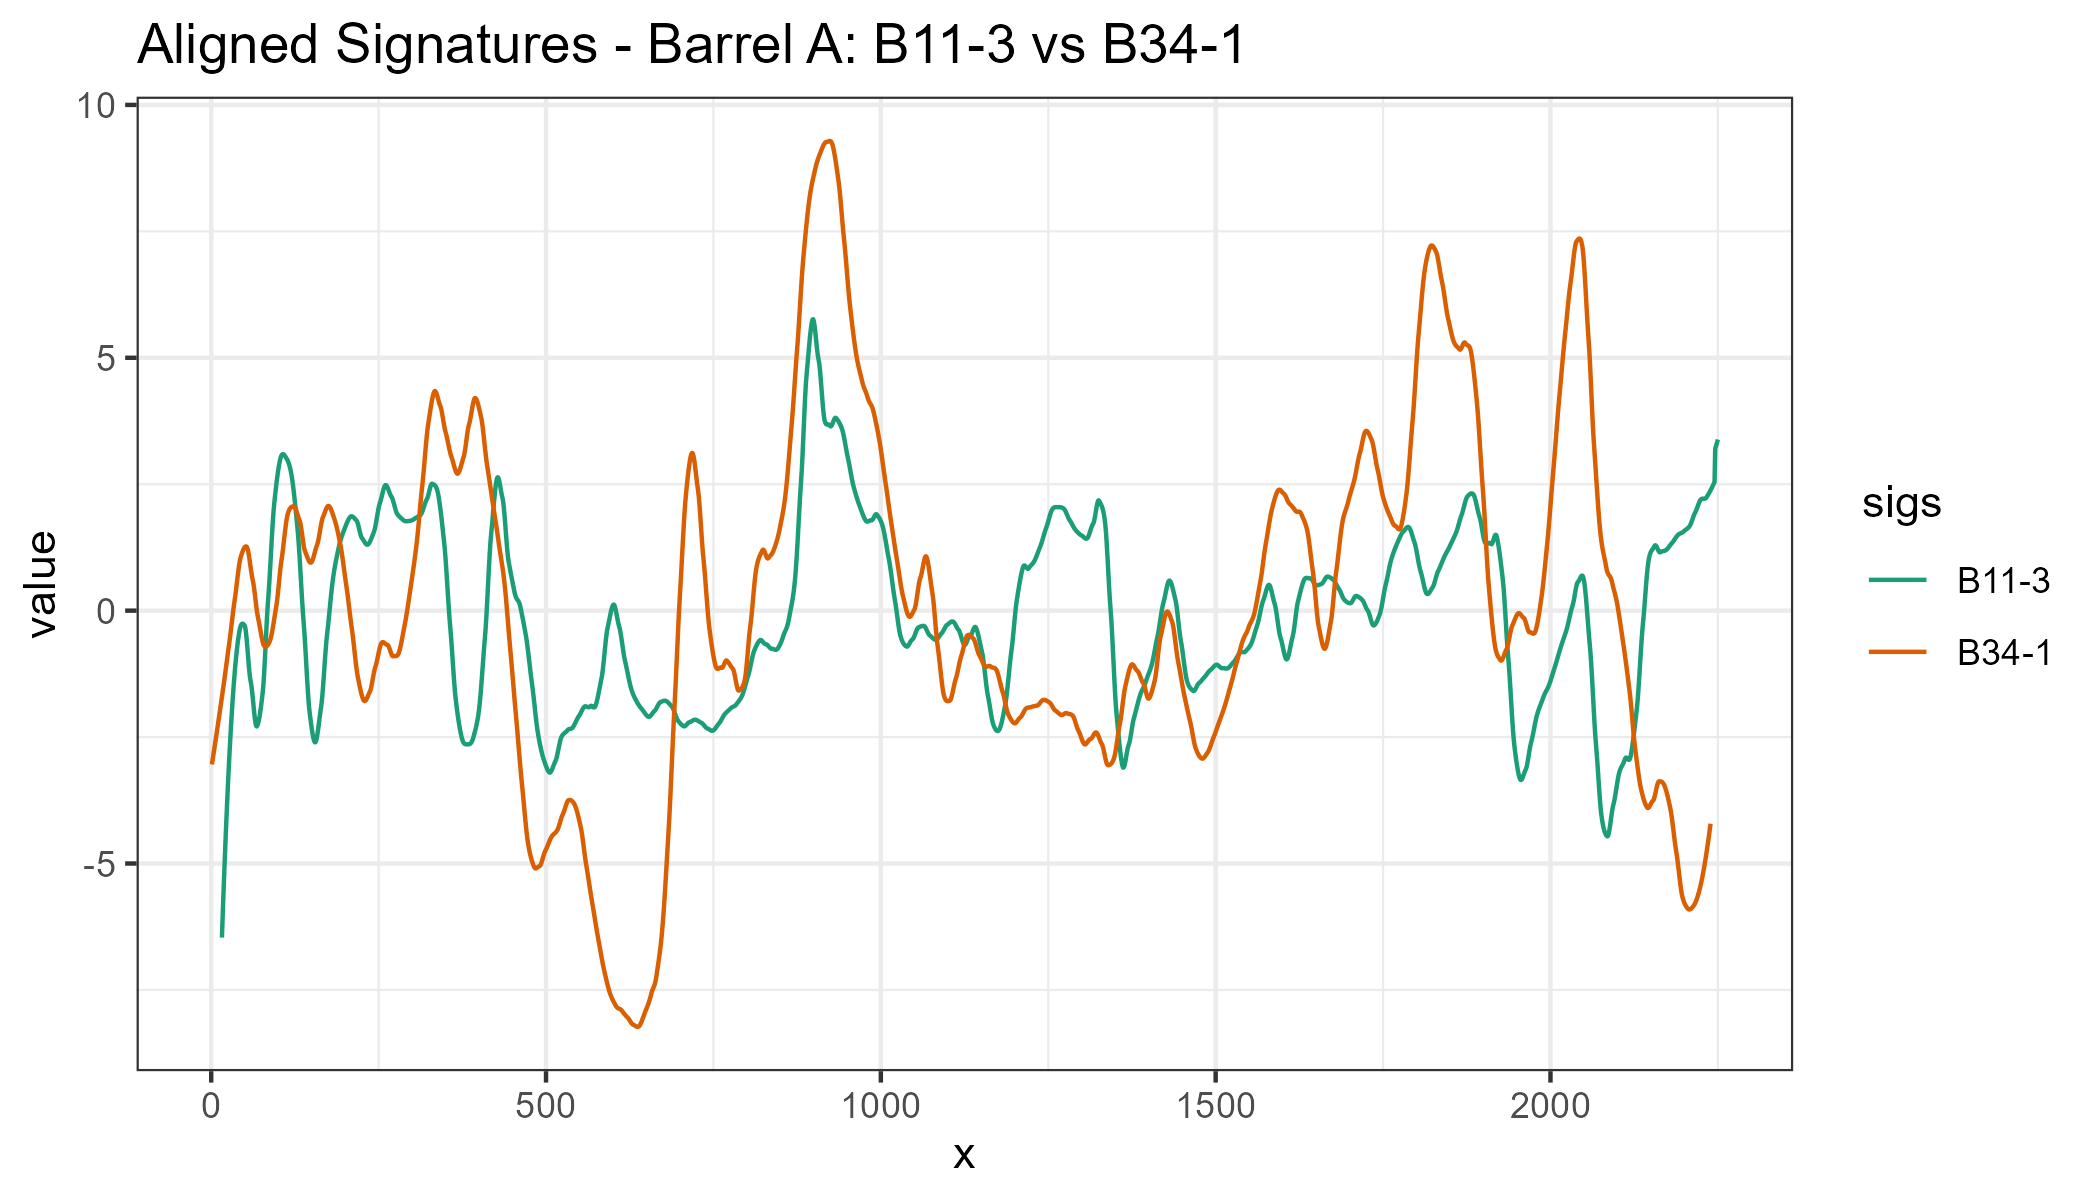 Aligned Signatures - Barrel A: B11-3 vs B34-1
10
5
0
-5
value
0 500 1000 1500 2000
x
sigs
B11-3
B34-1